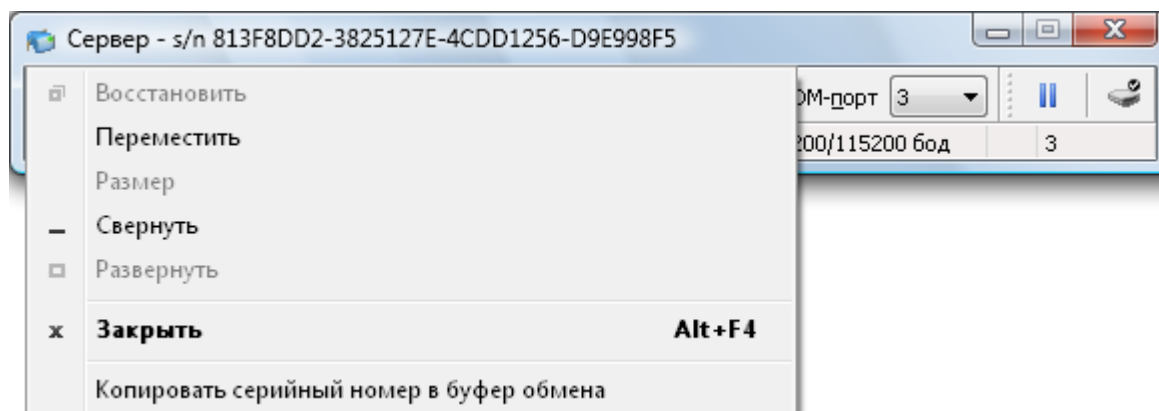 Сервер - s/n 813F8DD2-3825127E-4CDD1256-D9E998F5
Восстановить
Переместить
Размер
Свернуть
Развернуть
Закрыть Alt+F4
Копировать серийный номер в буфер обмена
порт 3
115200 бод 3